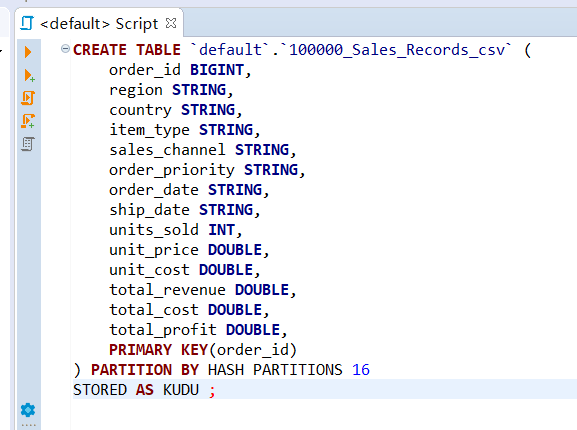 <default> Script
CREATE TABLE `default`.`100000_Sales_Records_csv` (
    order_id BIGINT,
    region STRING,
    country STRING,
    item_type STRING,
    sales_channel STRING,
    order_priority STRING,
    order_date STRING,
    ship_date STRING,
    units_sold INT,
    unit_price DOUBLE,
    unit_cost DOUBLE,
    total_revenue DOUBLE,
    total_cost DOUBLE,
    total_profit DOUBLE,
    PRIMARY KEY(order_id)
) PARTITION BY HASH PARTITIONS 16
STORED AS KUDU ;